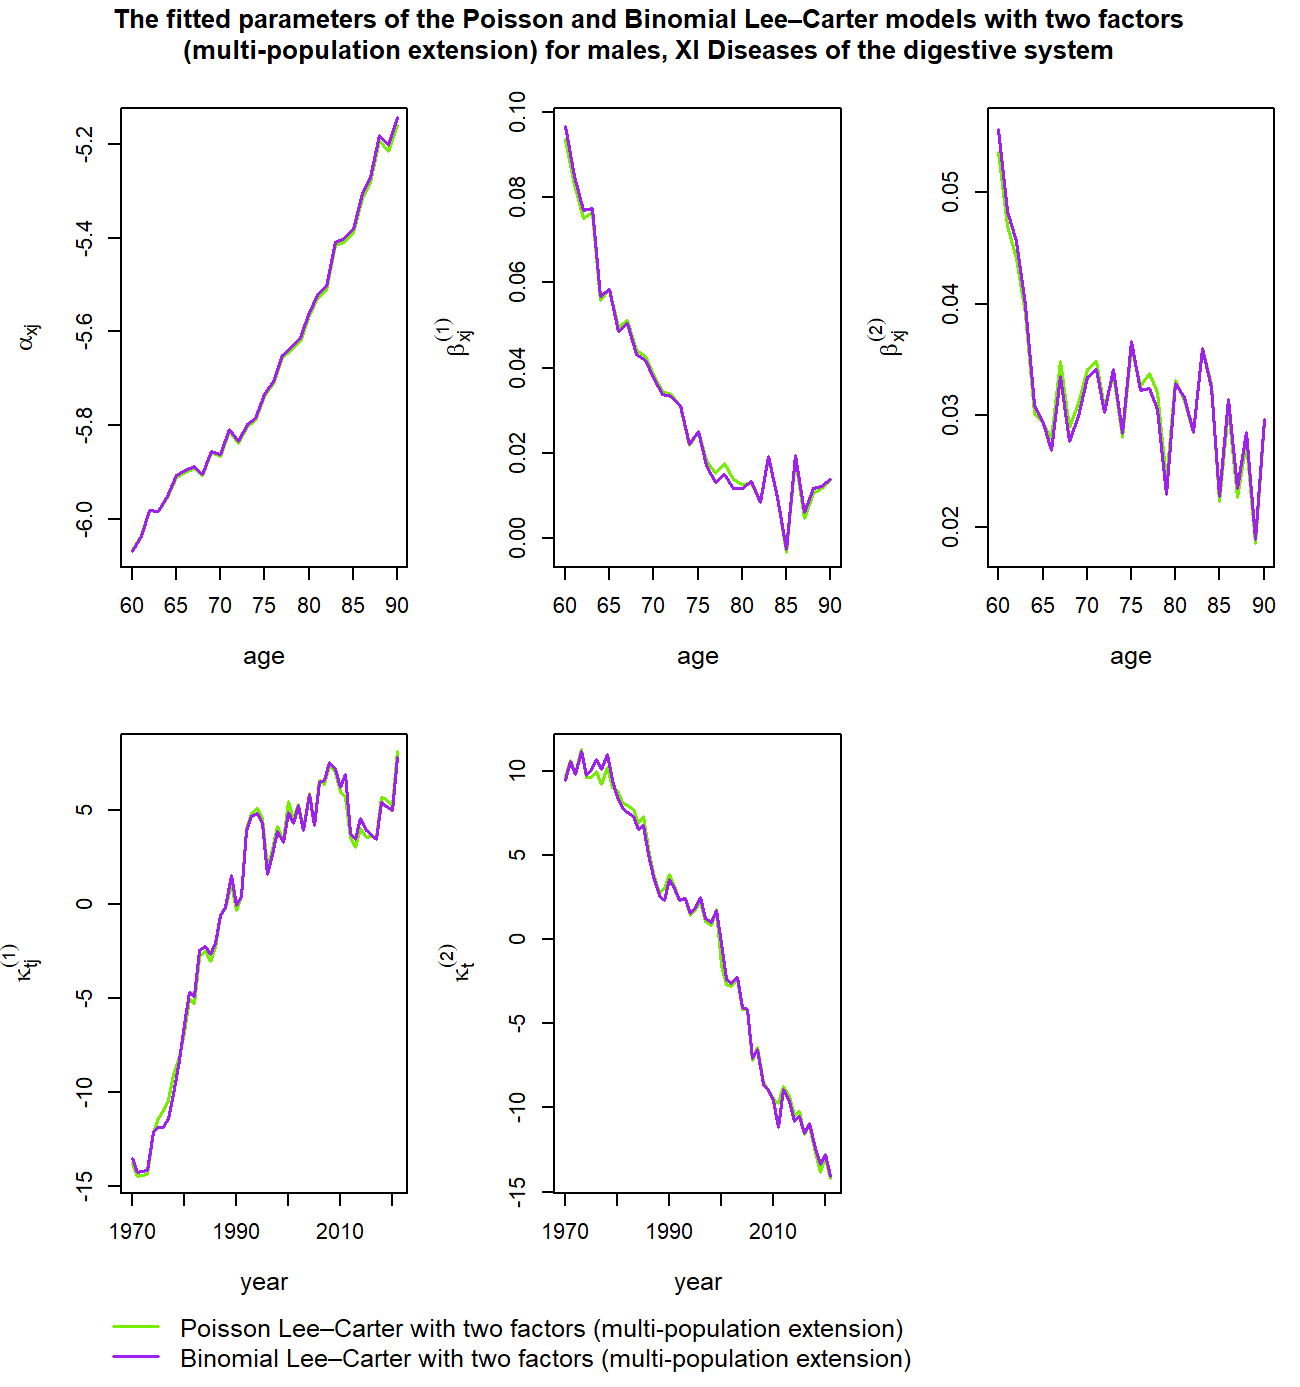 The fitted parameters of the Poisson and Binomial Lee–Carter models with two factors
(multi-population extension) for males, XI Diseases of the digestive system
αxj
-5.2
-5.4
-5.6
-5.8
-6.0
60 65 70 75 80 85 90
age
βxj(1)
0.10
0.08
0.06
0.04
0.02
0.00
60 65 70 75 80 85 90
age
βxj(2)
0.05
0.04
0.03
0.02
60 65 70 75 80 85 90
age
κtj(1)
5
0
-5
-10
-15
1970 1990 2010
year
κt(2)
10
5
0
-5
-10
-15
1970 1990 2010
year
Poisson Lee–Carter with two factors (multi-population extension)
Binomial Lee–Carter with two factors (multi-population extension)